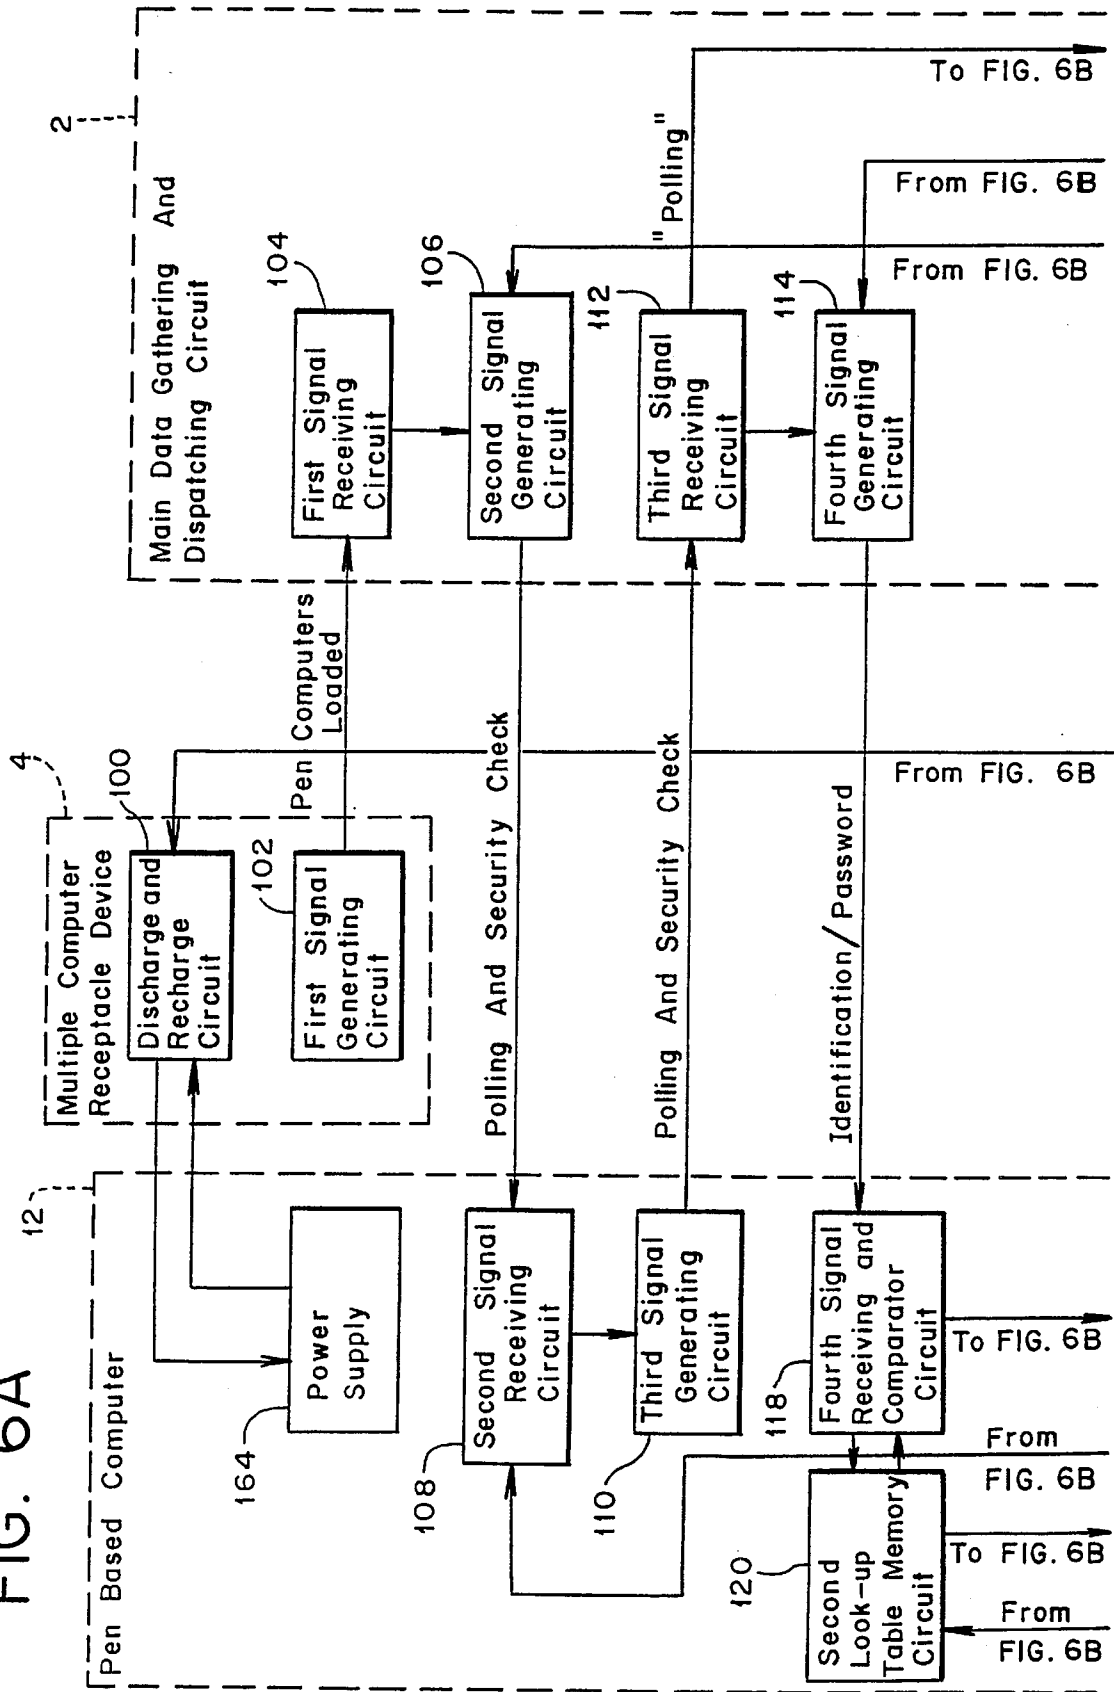 FIG. 6A
12
Pen Based Computer
164
Power
Supply
108
Second Signal
Receiving
Circuit
110
Third Signal
Generating
Circuit
118
Fourth Signal
Receiving and
Comparator
Circuit
To FIG. 6B
From
FIG. 6B
120
Second
Look-up
Table Memory
Circuit
To FIG. 6B
From
FIG. 6B
4
Multiple Computer
Receptacle Device
100
Discharge and
Recharge
Circuit
102
First Signal
Generating
Circuit
Pen Computers
Loaded
Polling And Security Check
Polling And Security Check
Identification/Password
From FIG. 6B
2
Main Data Gathering And
Dispatching Circuit
104
First Signal
Receiving
Circuit
106
Second Signal
Generating
Circuit
112
Third Signal
Receiving
Circuit
114
Fourth Signal
Generating
Circuit
"Polling"
To FIG. 6B
From FIG. 6B
From FIG. 6B